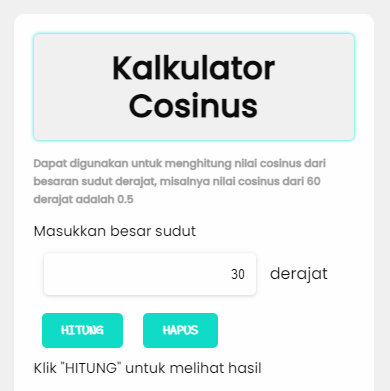 Kalkulator
Cosinus
Dapat digunakan untuk menghitung nilai cosinus dari
besaran sudut derajat, misalnya nilai cosinus dari 60
derajat adalah 0.5
Masukkan besar sudut
30 derajat
HITUNG HAPUS
Klik "HITUNG" untuk melihat hasil